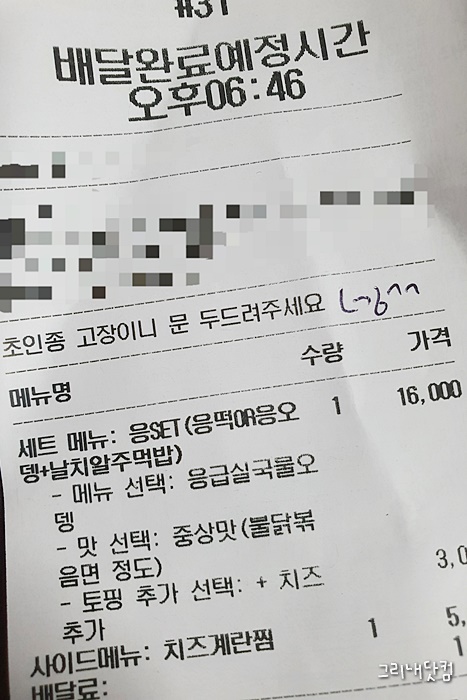 #31
배달완료예정시간
오후06:46
초인종 고장이니 문 두드려주세요 넹^^
메뉴명 수량 가격
세트 메뉴: 응SET(응떡OR응오 1 16,000
뎅+날치알주먹밥)
- 메뉴 선택: 응급실국물오
뎅
- 맛 선택: 중상맛(불닭볶
음면 정도)
- 토핑 추가 선택: + 치즈 3,0
추가
사이드메뉴: 치즈계란찜 1 5,
배달료: 1
그리내닷컴